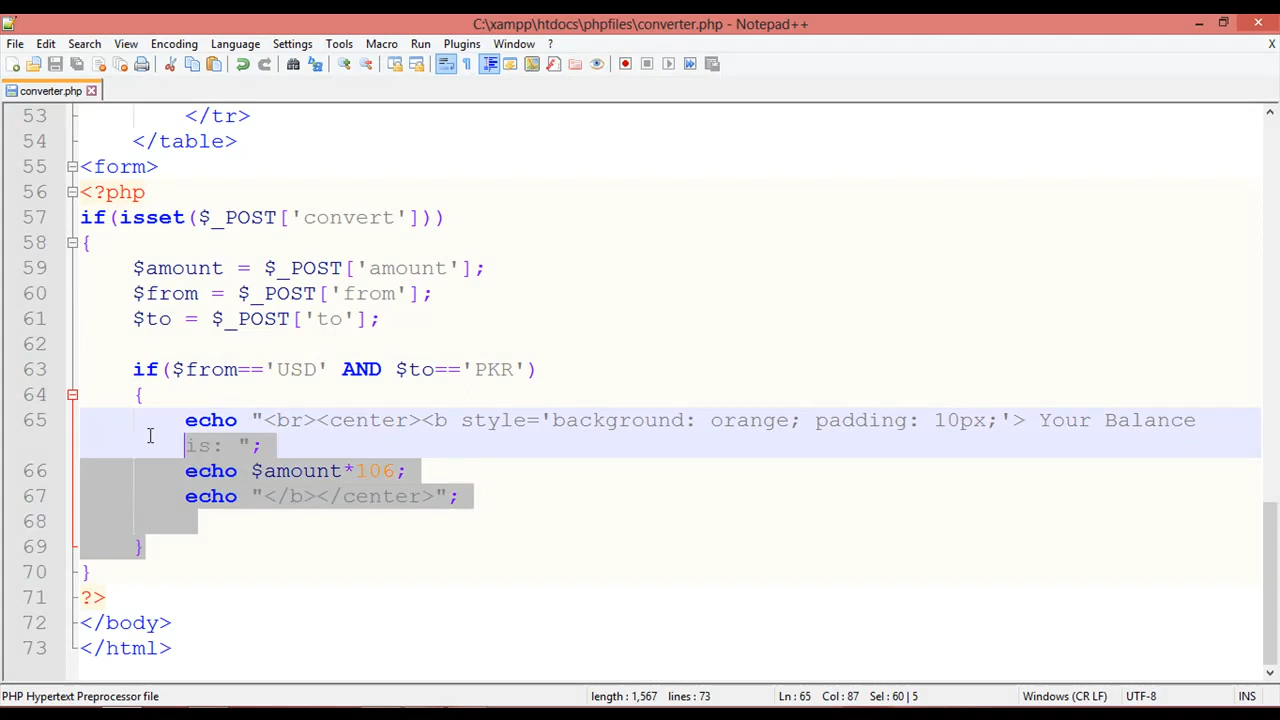 C:\xampp\htdocs\phpfiles\converter.php - Notepad++
File Edit Search View Encoding Language Settings Tools Macro Run Plugins Window ? X
converter.php
53 </tr>
54 </table>
55 <form>
56 <?php
57 if(isset($_POST['convert']))
58 {
59 $amount = $_POST['amount'];
60 $from = $_POST['from'];
61 $to = $_POST['to'];
62
63 if($from=='USD' AND $to=='PKR')
64 {
65 echo "<br><center><b style='background: orange; padding: 10px;'> Your Balance
is: ";
66 echo $amount*106;
67 echo "</b></center>";
68
69 }
70 }
71 ?>
72 </body>
73 </html>
PHP Hypertext Preprocessor file length : 1,567 lines : 73 Ln : 65 Col : 87 Sel : 60 | 5 Windows (CR LF) UTF-8 INS